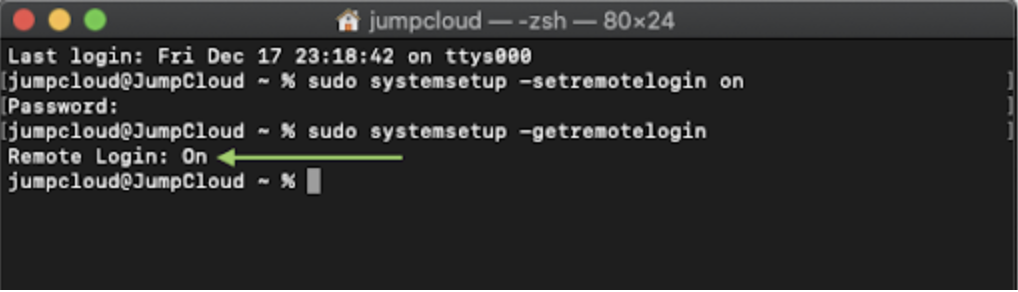 jumpcloud — -zsh — 80×24
Last login: Fri Dec 17 23:18:42 on ttys000
[jumpcloud@JumpCloud ~ % sudo systemsetup -setremotelogin on ]
[Password: ]
[jumpcloud@JumpCloud ~ % sudo systemsetup -getremotelogin ]
Remote Login: On
jumpcloud@JumpCloud ~ %